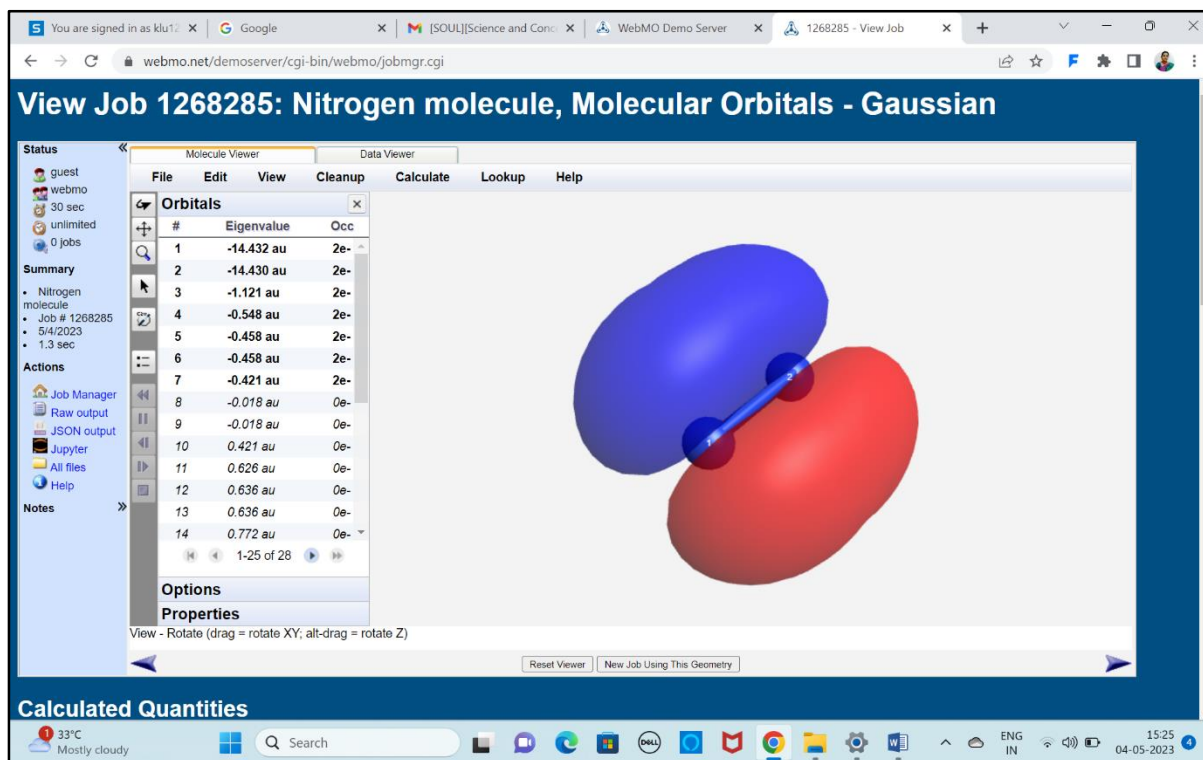 You are signed in as klu12
Google
[SOUL][Science and Conc
WebMO Demo Server
1268285 - View Job
webmo.net/demoserver/cgi-bin/webmo/jobmgr.cgi
View Job 1268285: Nitrogen molecule, Molecular Orbitals - Gaussian
Status
guest
webmo
30 sec
unlimited
0 jobs
Summary
• Nitrogen
molecule
• Job # 1268285
• 5/4/2023
• 1.3 sec
Actions
Job Manager
Raw output
JSON output
Jupyter
All files
Help
Notes
Molecule Viewer Data Viewer
File Edit View Cleanup Calculate Lookup Help
Orbitals
# Eigenvalue Occ
1 -14.432 au 2e-
2 -14.430 au 2e-
3 -1.121 au 2e-
4 -0.548 au 2e-
5 -0.458 au 2e-
6 -0.458 au 2e-
7 -0.421 au 2e-
8 -0.018 au 0e-
9 -0.018 au 0e-
10 0.421 au 0e-
11 0.626 au 0e-
12 0.636 au 0e-
13 0.636 au 0e-
14 0.772 au 0e-
1-25 of 28
Options
Properties
2
1
View - Rotate (drag = rotate XY; alt-drag = rotate Z)
Reset Viewer New Job Using This Geometry
Calculated Quantities
1
33°C
Mostly cloudy
Search
DELL
ENG
IN
15:25
04-05-2023
4